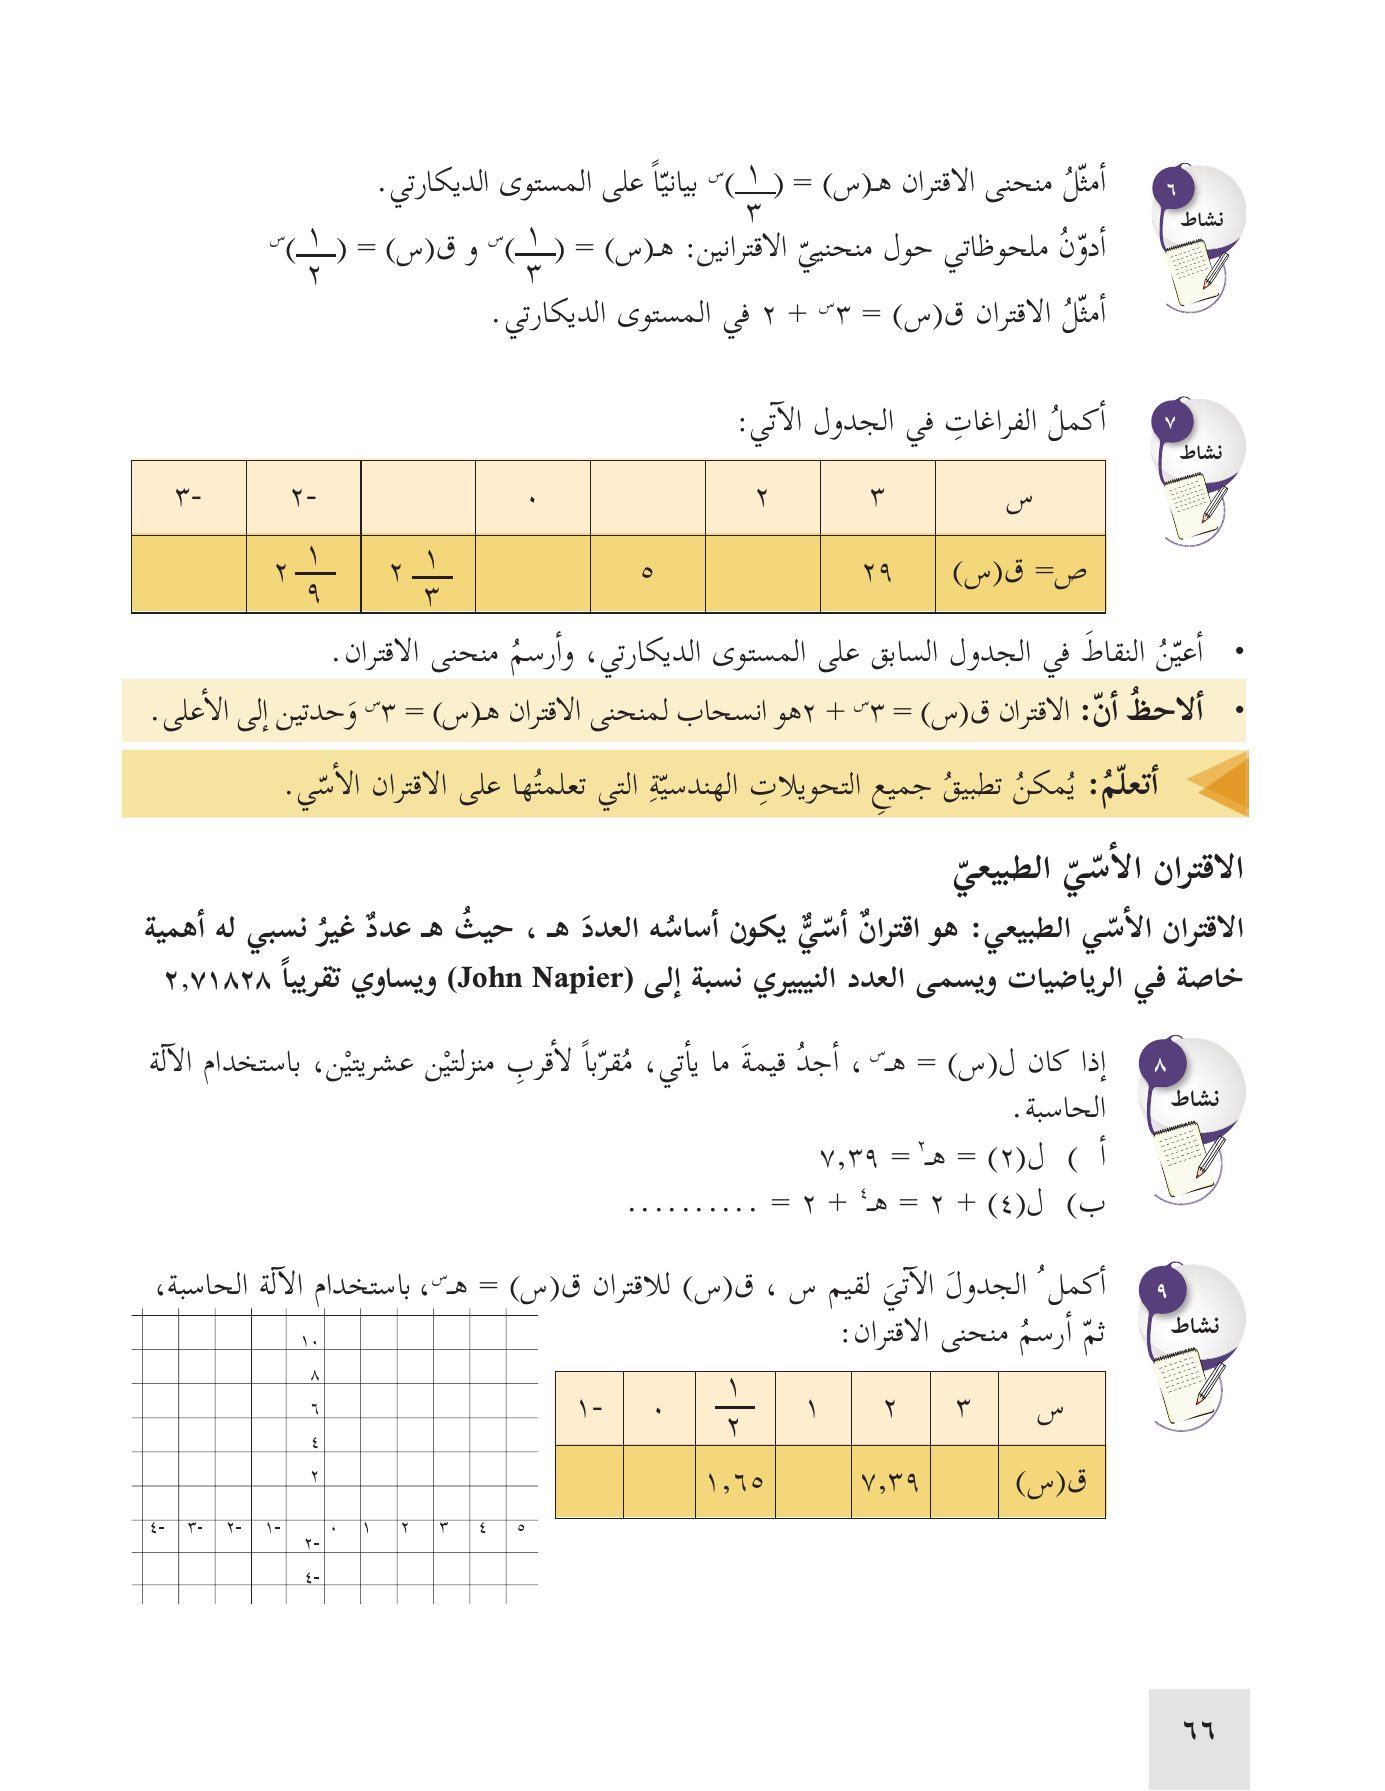 ٦
نشاط
أمثّلُ منحنى الاقتران هـ(س) = (١/٣)^س بيانيّاً على المستوى الديكارتي.
أدوّنُ ملحوظاتي حول منحنييّ الاقترانين: هـ(س) = (١/٣)^س و ق(س) = (١/٢)^س
أمثّلُ الاقتران ق(س) = ٣^س + ٢ في المستوى الديكارتي.
٧
نشاط
أكملُ الفراغاتِ في الجدول الآتي:
س ٣ ٢ ٠ -٢ -٣
ص= ق(س) ٢٩ ٥ ٢ ١/٣ ٢ ١/٩
• أعيّنُ النقاطَ في الجدول السابق على المستوى الديكارتي، وأرسمُ منحنى الاقتران.
• ألاحظُ أنّ: الاقتران ق(س) = ٣^س + ٢هو انسحاب لمنحنى الاقتران هـ(س) = ٣^س وَحدتين إلى الأعلى.
أتعلّمُ: يُمكنُ تطبيقُ جميعِ التحويلاتِ الهندسيّةِ التي تعلمتُها على الاقتران الأسّي.
الاقتران الأسّيّ الطبيعيّ
الاقتران الأسّي الطبيعي: هو اقترانٌ أسّيٌّ يكون أساسُه العددَ هـ ، حيثُ هـ عددٌ غيرُ نسبي له أهمية
خاصة في الرياضيات ويسمى العدد النيبيري نسبة إلى (John Napier) ويساوي تقريباً ٢,٧١٨٢٨
٨
نشاط
إذا كان ل(س) = هـ^س ، أجدُ قيمةَ ما يأتي، مُقرّباً لأقربِ منزلتيْن عشريتيْن، باستخدام الآلة
الحاسبة.
أ ) ل(٢) = هـ^٢ = ٧,٣٩
ب) ل(٤) + ٢ = هـ^٤ + ٢ = ..........
٩
نشاط
أكملُ الجدولَ الآتيَ لقيم س ، ق(س) للاقتران ق(س) = هـ^س، باستخدام الآلة الحاسبة،
ثمّ أرسمُ منحنى الاقتران:
س ٣ ٢ ١ ١/٢ ٠ -١
ق(س) ٧,٣٩ ١,٦٥
١٠
٨
٦
٤
٢
-٤ -٣ -٢ -١ ٠ ١ ٢ ٣ ٤ ٥
-٢
-٤
٦٦